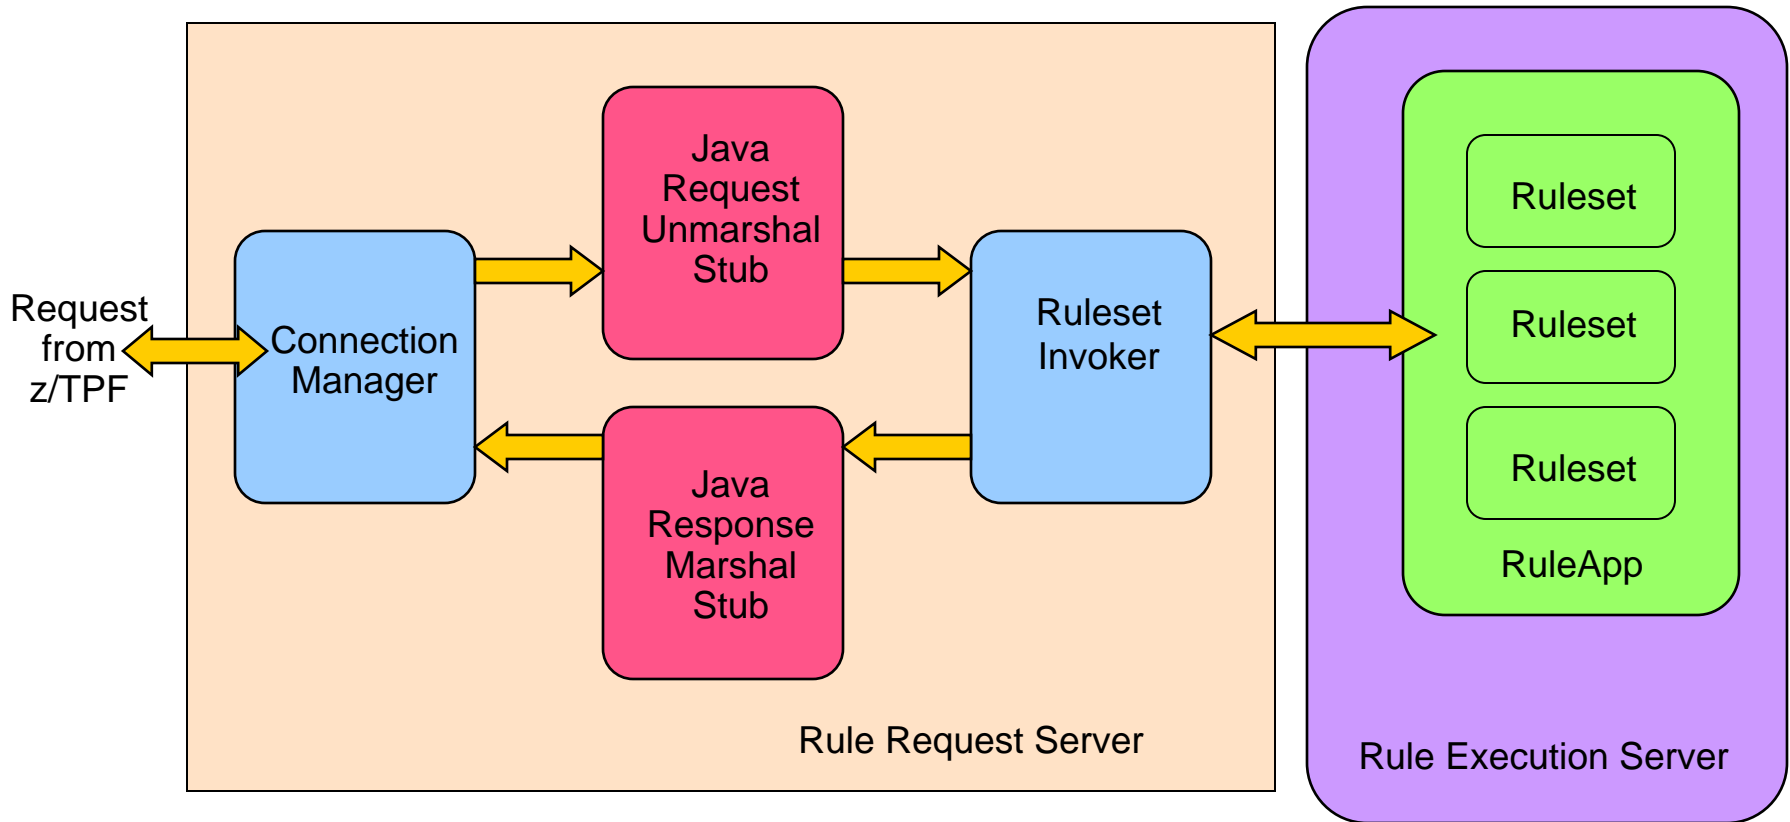 Request
from
z/TPF
Connection
Manager
Java
Request
Unmarshal
Stub
Java
Response
Marshal
Stub
Ruleset
Invoker
Rule Request Server
Ruleset
Ruleset
Ruleset
RuleApp
Rule Execution Server